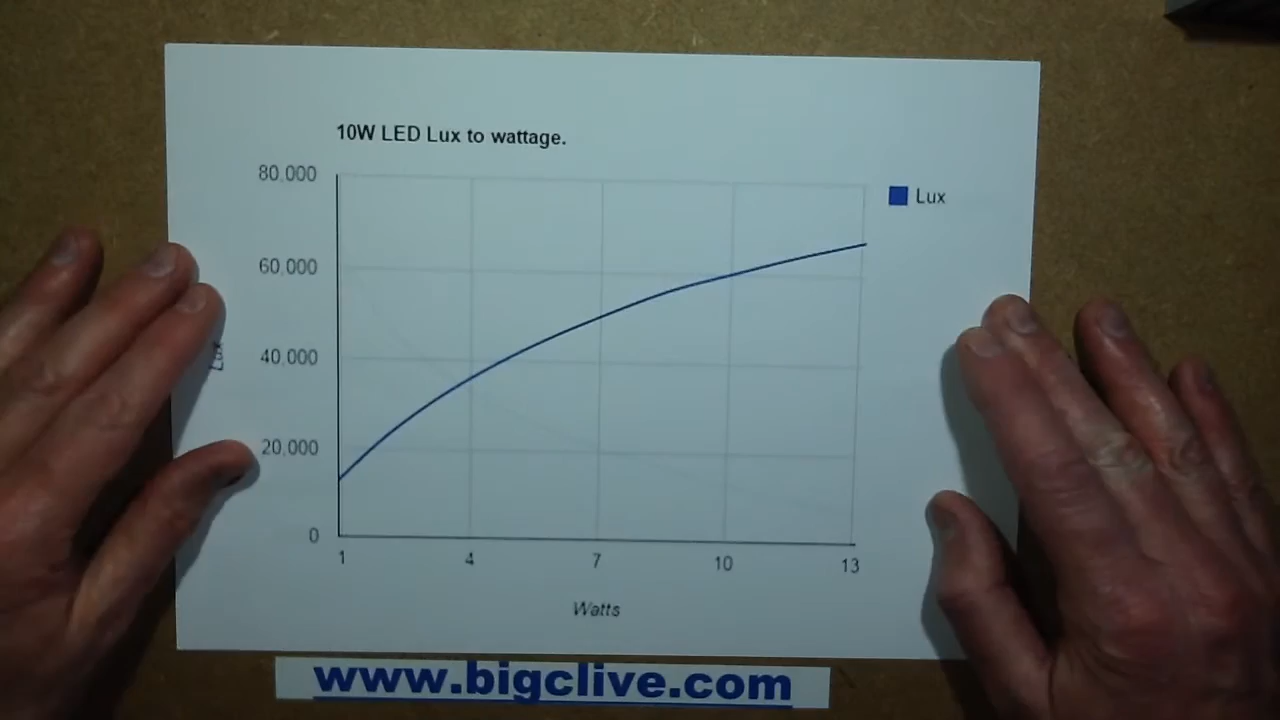 10W LED Lux to wattage.
80,000
Lux
60,000
40,000
Lux
20,000
0
1 4 7 10 13
Watts
www.bigclive.com